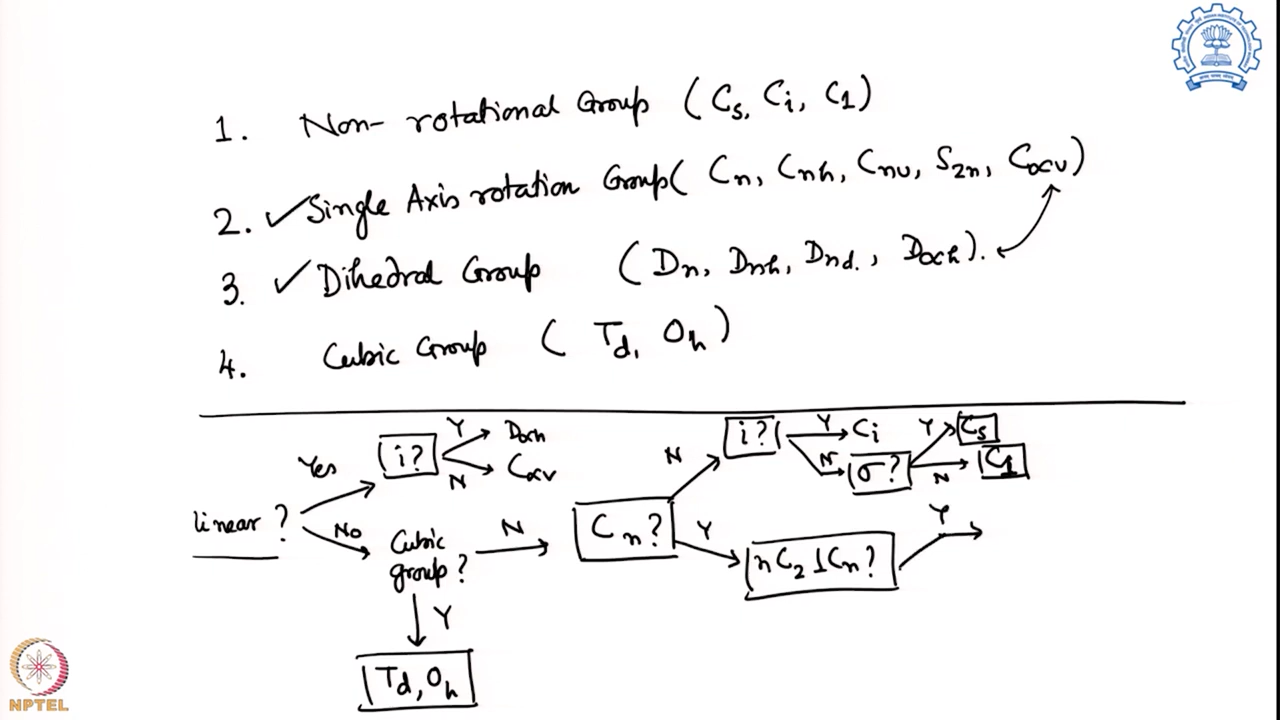 1. Non-rotational Group (Cs, Ci, C1)
2. ✓Single Axis rotation Group( Cn, Cnh, Cnv, S2n, C∝v)
3. ✓Dihedral Group (Dn, Dnh, Dnd., D∝h).
4. Cubic Group ( Td, Oh)
linear ?
Yes
i?
Y
D∝h
N
C∝v
No
Cubic
group?
Y
Td, Oh
N
Cn?
N
i?
Y
Ci
N
σ?
Y
Cs
N
C1
Y
nC2⊥Cn?
Y
NPTEL